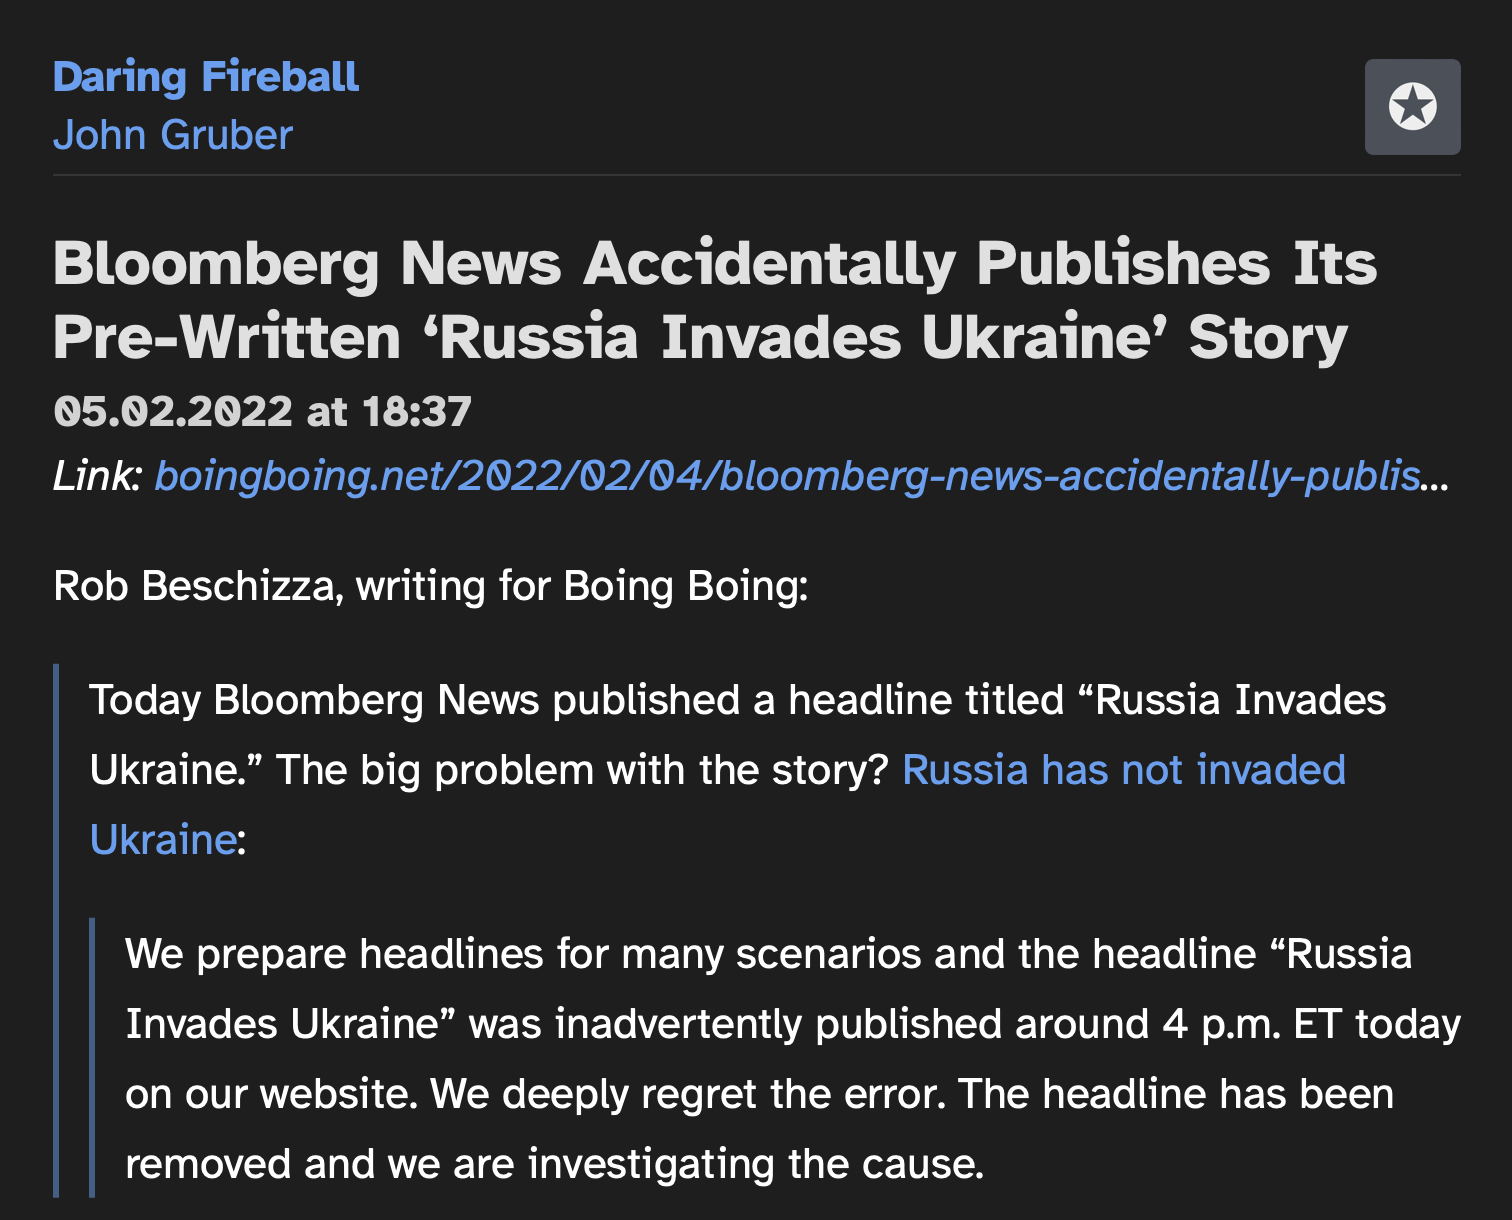 Daring Fireball
John Gruber
Bloomberg News Accidentally Publishes Its
Pre-Written ‘Russia Invades Ukraine’ Story
05.02.2022 at 18:37
Link: boingboing.net/2022/02/04/bloomberg-news-accidentally-publis…
Rob Beschizza, writing for Boing Boing:
Today Bloomberg News published a headline titled “Russia Invades
Ukraine.” The big problem with the story? Russia has not invaded
Ukraine:
We prepare headlines for many scenarios and the headline “Russia
Invades Ukraine” was inadvertently published around 4 p.m. ET today
on our website. We deeply regret the error. The headline has been
removed and we are investigating the cause.